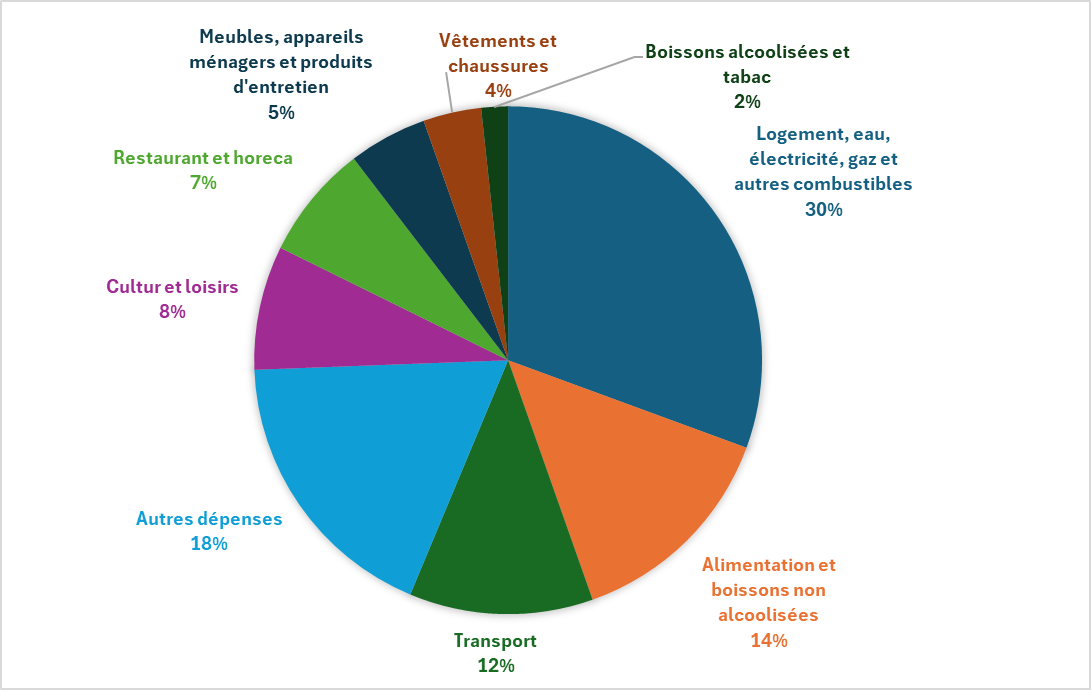 Meubles, appareils
ménagers et produits
d'entretien
5%
Vêtements et
chaussures
4%
Boissons alcoolisées et
tabac
2%
Logement, eau,
électricité, gaz et
autres combustibles
30%
Restaurant et horeca
7%
Cultur et loisirs
8%
Autres dépenses
18%
Alimentation et
boissons non
alcoolisées
14%
Transport
12%